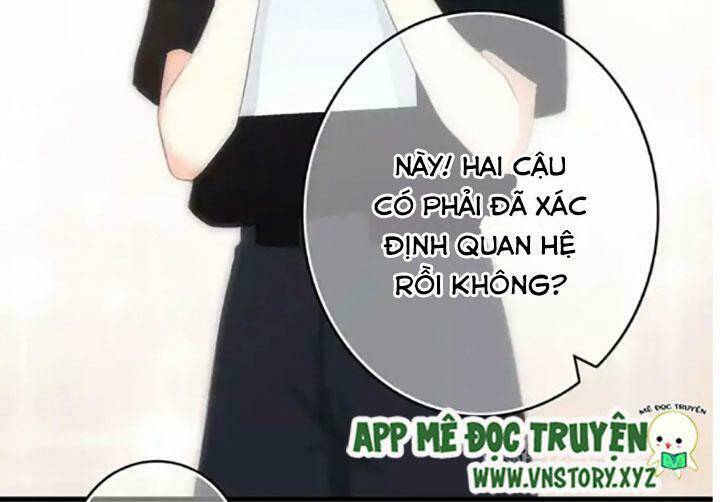 NÀY! HAI CẬU
CÓ PHẢI ĐÃ XÁC
ĐỊNH QUAN HỆ
RỒI KHÔNG?
MÊ ĐỌC TRUYỆN
APP MÊ ĐỌC TRUYỆN
WWW.VNSTORY.XYZ